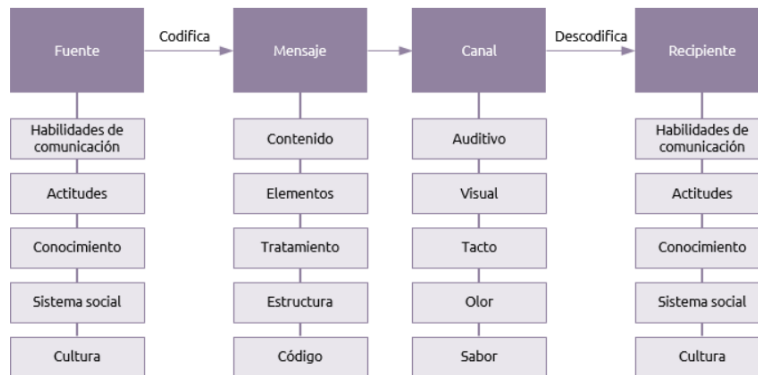 Fuente
Codifica
Mensaje
Canal
Descodifica
Recipiente
Habilidades de
comunicación
Contenido
Auditivo
Habilidades de
comunicación
Actitudes
Elementos
Visual
Actitudes
Conocimiento
Tratamiento
Tacto
Conocimiento
Sistema social
Estructura
Olor
Sistema social
Cultura
Código
Sabor
Cultura